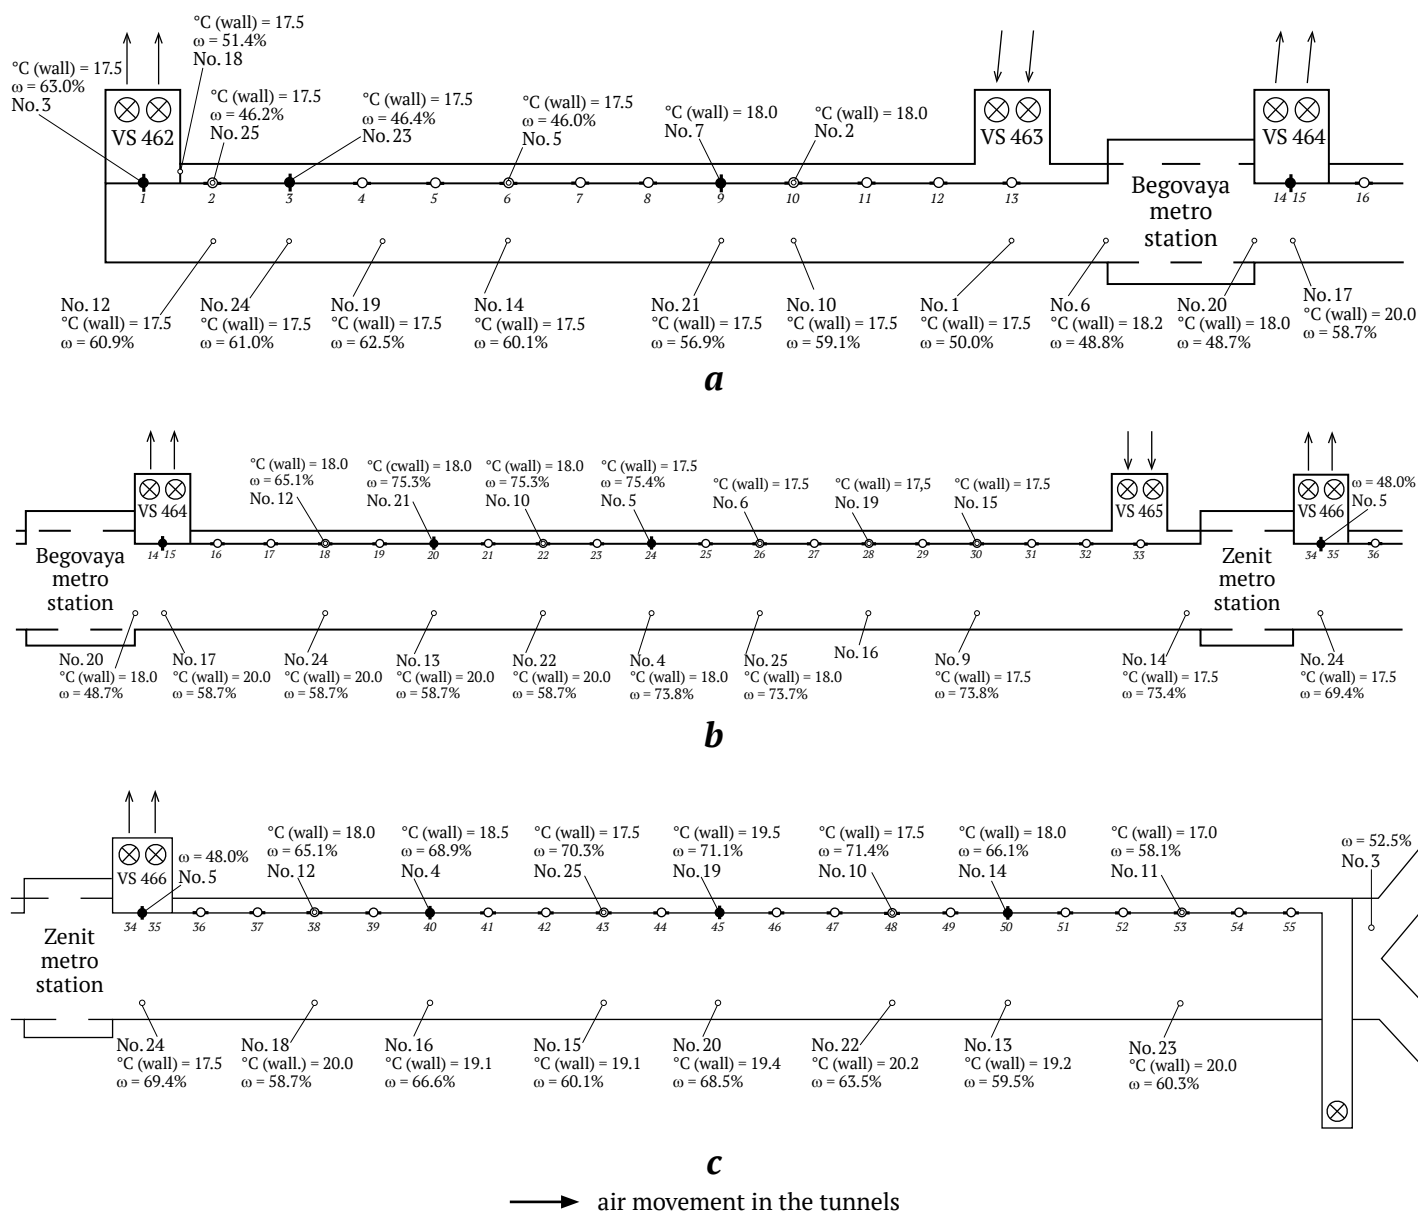 °C (wall) = 17.5
ω = 51.4%
No. 18
°C (wall) = 17.5
ω = 63.0%
No. 3
°C (wall) = 17.5
ω = 46.2%
No. 25
°C (wall) = 17.5
ω = 46.4%
No. 23
°C (wall) = 17.5
ω = 46.0%
No. 5
°C (wall) = 18.0
No. 7
°C (wall) = 18.0
No. 2
VS 462
VS 463
VS 464
1 2 3 4 5 6 7 8 9 10 11 12 13 14 15 16
Begovaya
metro
station
No. 12
°C (wall) = 17.5
ω = 60.9%
No. 24
°C (wall) = 17.5
ω = 61.0%
No. 19
°C (wall) = 17.5
ω = 62.5%
No. 14
°C (wall) = 17.5
ω = 60.1%
No. 21
°C (wall) = 17.5
ω = 56.9%
No. 10
°C (wall) = 17.5
ω = 59.1%
No. 1
°C (wall) = 17.5
ω = 50.0%
No. 6
°C (wall) = 18.2
ω = 48.8%
No. 20
°C (wall) = 18.0
ω = 48.7%
No. 17
°C (wall) = 20.0
ω = 58.7%
a
°C (wall) = 18.0
ω = 65.1%
No. 12
°C (cwall) = 18.0
ω = 75.3%
No. 21
°C (wall) = 18.0
ω = 75.3%
No. 10
°C (wall) = 17.5
ω = 75.4%
No. 5
°C (wall) = 17.5
No. 6
°C (wall) = 17,5
No. 19
°C (wall) = 17.5
No. 15
ω = 48.0%
No. 5
VS 464
VS 465
VS 466
14 15 16 17 18 19 20 21 22 23 24 25 26 27 28 29 30 31 32 33 34 35 36
Begovaya
metro
station
Zenit
metro
station
No. 20
°C (wall) = 18.0
ω = 48.7%
No. 17
°C (wall) = 20.0
ω = 58.7%
No. 24
°C (wall) = 20.0
ω = 58.7%
No. 13
°C (wall) = 20.0
ω = 58.7%
No. 22
°C (wall) = 20.0
ω = 58.7%
No. 4
°C (wall) = 18.0
ω = 73.8%
No. 25
°C (wall) = 18.0
ω = 73.7%
No. 16
No. 9
°C (wall) = 17.5
ω = 73.8%
No. 14
°C (wall) = 17.5
ω = 73.4%
No. 24
°C (wall) = 17.5
ω = 69.4%
b
VS 466
ω = 48.0%
No. 5
°C (wall) = 18.0
ω = 65.1%
No. 12
°C (wall) = 18.5
ω = 68.9%
No. 4
°C (wall) = 17.5
ω = 70.3%
No. 25
°C (wall) = 19.5
ω = 71.1%
No. 19
°C (wall) = 17.5
ω = 71.4%
No. 10
°C (wall) = 18.0
ω = 66.1%
No. 14
°C (wall) = 17.0
ω = 58.1%
No. 11
ω = 52.5%
No. 3
34 35 36 37 38 39 40 41 42 43 44 45 46 47 48 49 50 51 52 53 54 55
Zenit
metro
station
No. 24
°C (wall) = 17.5
ω = 69.4%
No. 18
°C (wall.) = 20.0
ω = 58.7%
No. 16
°C (wall) = 19.1
ω = 66.6%
No. 15
°C (wall) = 19.1
ω = 60.1%
No. 20
°C (wall) = 19.4
ω = 68.5%
No. 22
°C (wall) = 20.2
ω = 63.5%
No. 13
°C (wall) = 19.2
ω = 59.5%
No. 23
°C (wall) = 20.0
ω = 60.3%
c
air movement in the tunnels